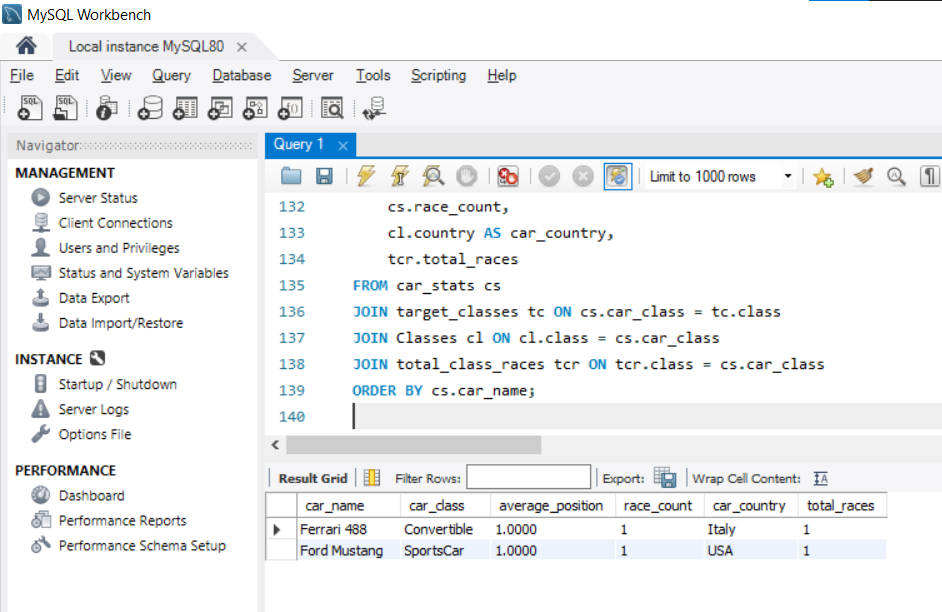 MySQL Workbench
Local instance MySQL80
File Edit View Query Database Server Tools Scripting Help
SQL SQL
Navigator
MANAGEMENT
Server Status
Client Connections
Users and Privileges
Status and System Variables
Data Export
Data Import/Restore
INSTANCE
Startup / Shutdown
Server Logs
Options File
PERFORMANCE
Dashboard
Performance Reports
Performance Schema Setup
Query 1
Limit to 1000 rows
132 cs.race_count,
133 cl.country AS car_country,
134 tcr.total_races
135 FROM car_stats cs
136 JOIN target_classes tc ON cs.car_class = tc.class
137 JOIN Classes cl ON cl.class = cs.car_class
138 JOIN total_class_races tcr ON tcr.class = cs.car_class
139 ORDER BY cs.car_name;
140
Result Grid Filter Rows: Export: Wrap Cell Content: IA
car_name car_class average_position race_count car_country total_races
Ferrari 488 Convertible 1.0000 1 Italy 1
Ford Mustang SportsCar 1.0000 1 USA 1